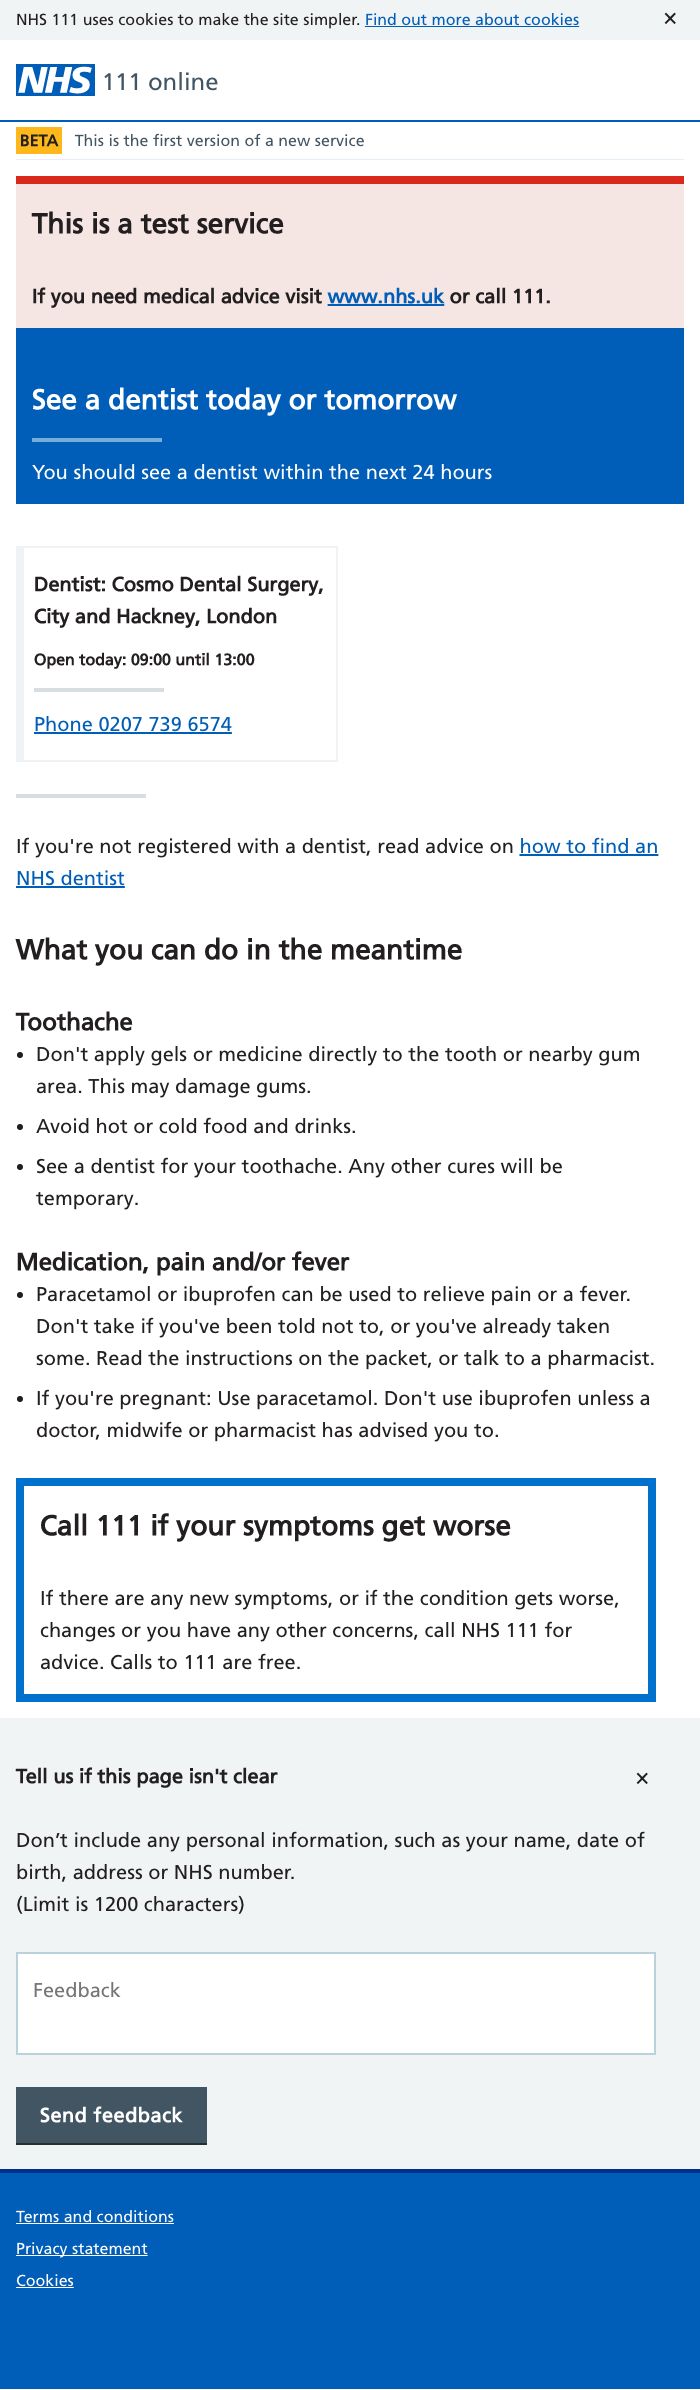 NHS 111 uses cookies to make the site simpler. Find out more about cookies ✕
NHS 111 online
BETA This is the first version of a new service
This is a test service
If you need medical advice visit www.nhs.uk or call 111.
See a dentist today or tomorrow
You should see a dentist within the next 24 hours
Dentist: Cosmo Dental Surgery,
City and Hackney, London
Open today: 09:00 until 13:00
Phone 0207 739 6574
If you're not registered with a dentist, read advice on how to find an
NHS dentist
What you can do in the meantime
Toothache
• Don't apply gels or medicine directly to the tooth or nearby gum
area. This may damage gums.
• Avoid hot or cold food and drinks.
• See a dentist for your toothache. Any other cures will be
temporary.
Medication, pain and/or fever
• Paracetamol or ibuprofen can be used to relieve pain or a fever.
Don't take if you've been told not to, or you've already taken
some. Read the instructions on the packet, or talk to a pharmacist.
• If you're pregnant: Use paracetamol. Don't use ibuprofen unless a
doctor, midwife or pharmacist has advised you to.
Call 111 if your symptoms get worse
If there are any new symptoms, or if the condition gets worse,
changes or you have any other concerns, call NHS 111 for
advice. Calls to 111 are free.
Tell us if this page isn't clear ✕
Don’t include any personal information, such as your name, date of
birth, address or NHS number.
(Limit is 1200 characters)
Feedback
Send feedback
Terms and conditions
Privacy statement
Cookies